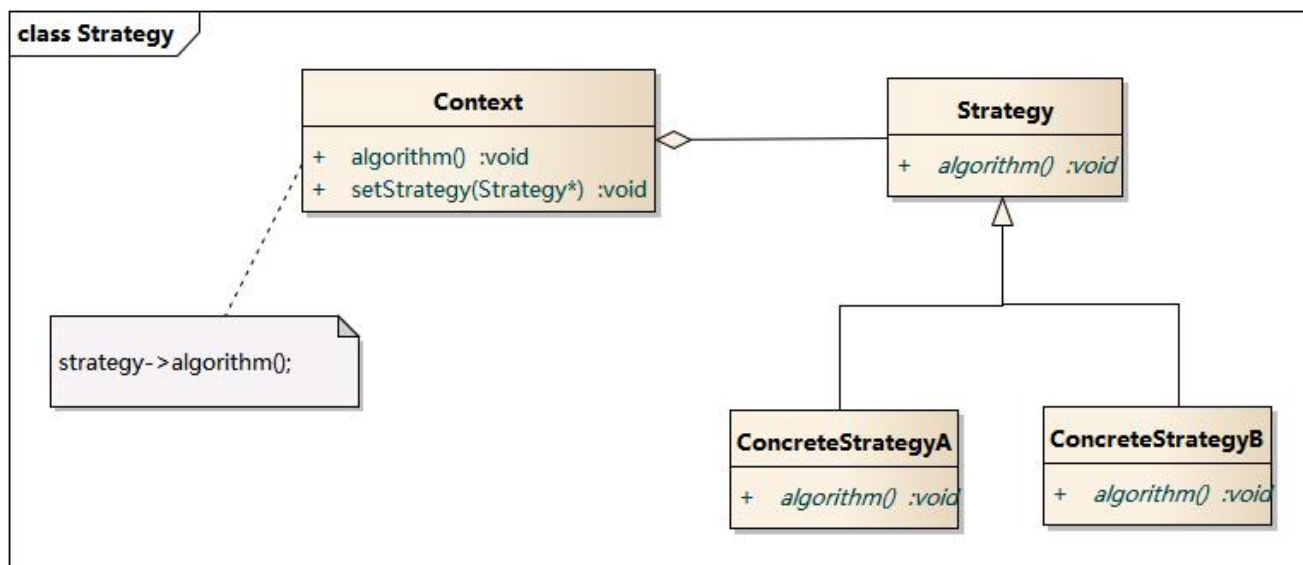 class Strategy
Context
+ algorithm() :void
+ setStrategy(Strategy*) :void
Strategy
+ algorithm() :void
strategy->algorithm();
ConcreteStrategyA
+ algorithm() :void
ConcreteStrategyB
+ algorithm() :void